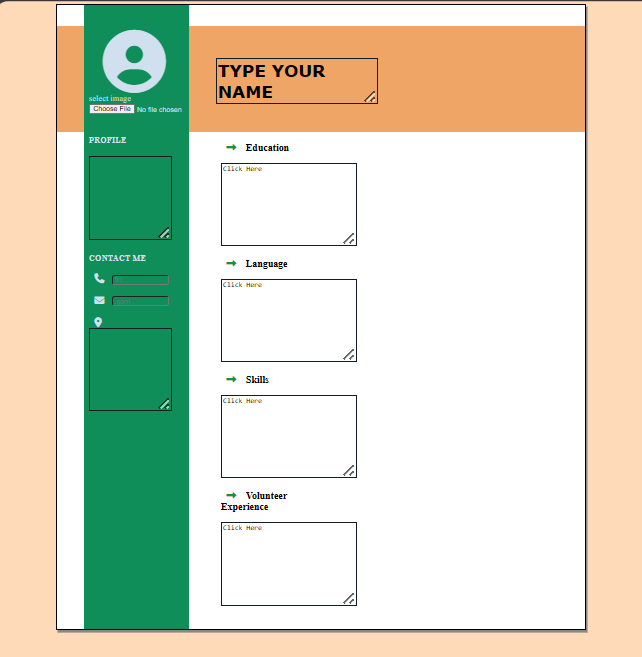 select image
Choose File No file chosen
TYPE YOUR
NAME
PROFILE
CONTACT ME
Education
Click Here
Language
Click Here
Skills
Click Here
Volunteer
Experience
Click Here